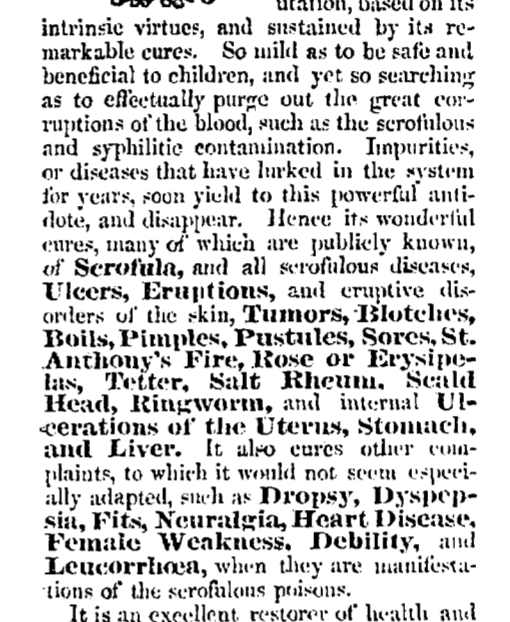 utation, based on its
intrinsic virtues, and sustained by its re-
markable cures. So mild as to be safe and
beneficial to children, and yet so searching
as to effectually purge out the great cor-
ruptions of the blood, such as the scrofulous
and syphilitic contamination. Impurities,
or diseases that have lurked in the system
for years, soon yield to this powerful anti-
dote, and disappear. Hence its wonderful
cures, many of which are publicly known,
of Scrofula, and all scrofulous diseases,
Ulcers, Eruptions, and eruptive dis-
orders of the skin, Tumors, Blotches,
Boils, Pimples, Pustules, Sores, St.
Anthony's Fire, Rose or Erysipe-
las, Tetter, Salt Rheum, Scald
Head, Ringworm, and internal Ul-
cerations of the Uterus, Stomach,
and Liver. It also cures other com-
plaints, to which it would not seem especi-
ally adapted, such as Dropsy, Dyspep-
sia, Fits, Neuralgia, Heart Disease,
Female Weakness, Debility, and
Leucorrhœa, when they are manifesta-
tions of the scrofulous poisons.
It is an excellent restorer of health and